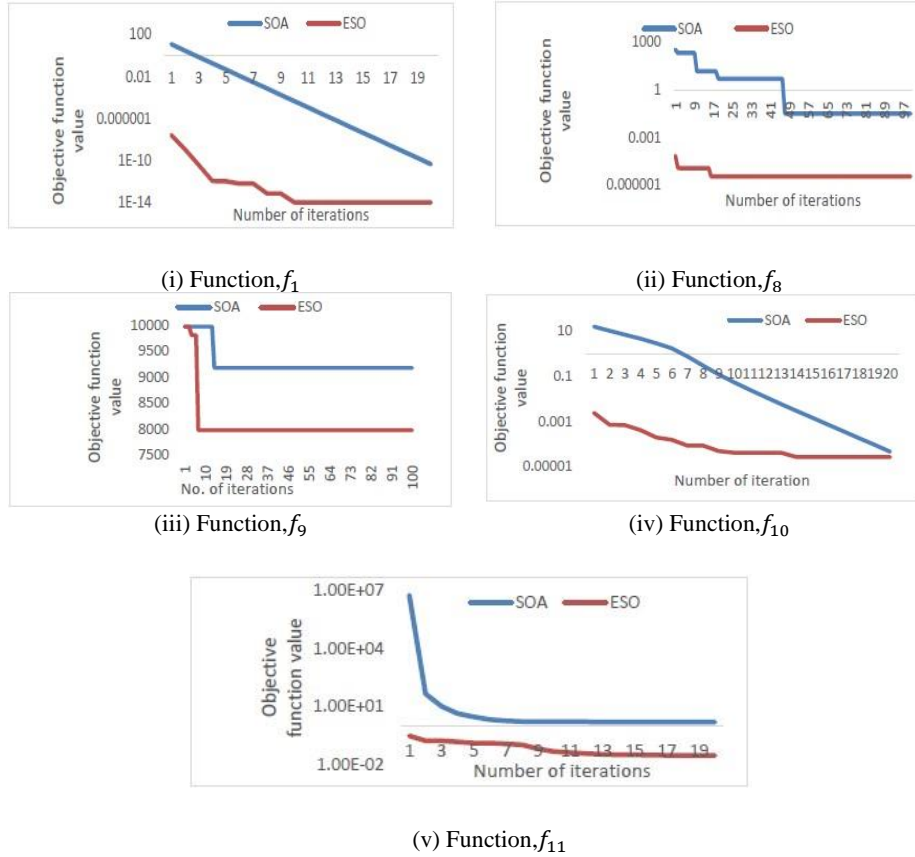 SOA ESO
Objective function
value
100
0.01
0.000001
1E-10
1E-14
1 3 5 7 9 11 13 15 17 19
Number of iterations
(i) Function,f1
SOA ESO
Objective function
value
1000
1
0.001
0.000001
1 9 17 25 33 41 49 57 65 73 81 89 97
Number of iterations
(ii) Function,f8
SOA ESO
Objective function
value
10000
9500
9000
8500
8000
7500
1 10 19 28 37 46 55 64 73 82 91 100
No. of iterations
(iii) Function,f9
SOA ESO
Objective function
value
10
0.1
0.001
0.00001
1 2 3 4 5 6 7 8 9 1011121314151617181920
Number of iteration
(iv) Function,f10
SOA ESO
Objective
function value
1.00E+07
1.00E+04
1.00E+01
1.00E-02
1 3 5 7 9 11 13 15 17 19
Number of iterations
(v) Function,f11